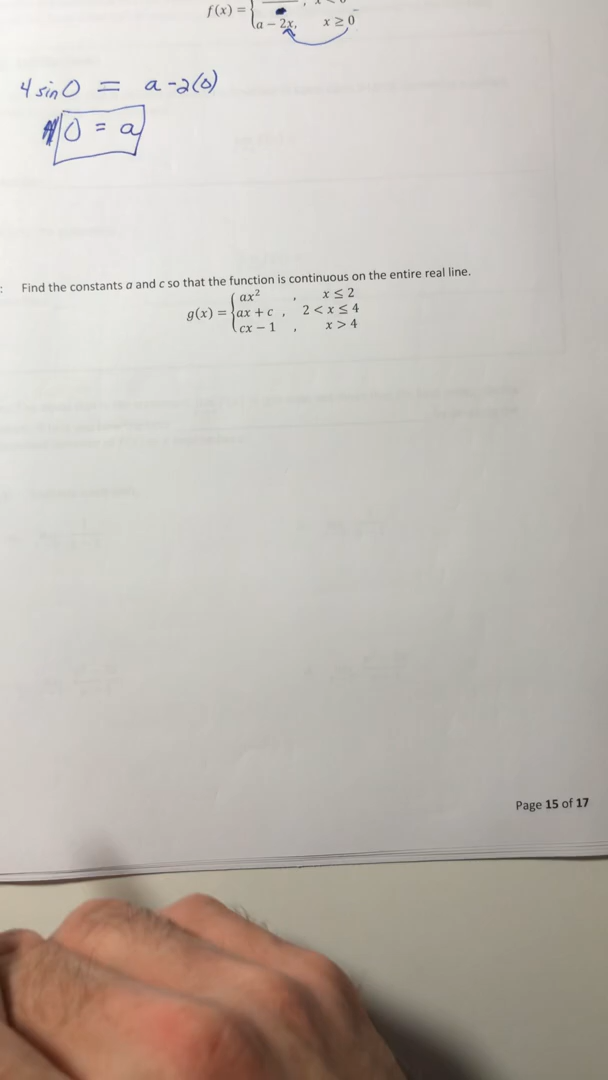 f(x) = {
a − 2x, x ≥ 0
4 sin 0 = a - 2(0)
0 = a
: Find the constants a and c so that the function is continuous on the entire real line.
ax² , x ≤ 2
g(x) = { ax + c , 2 < x ≤ 4
cx − 1 , x > 4
Page 15 of 17